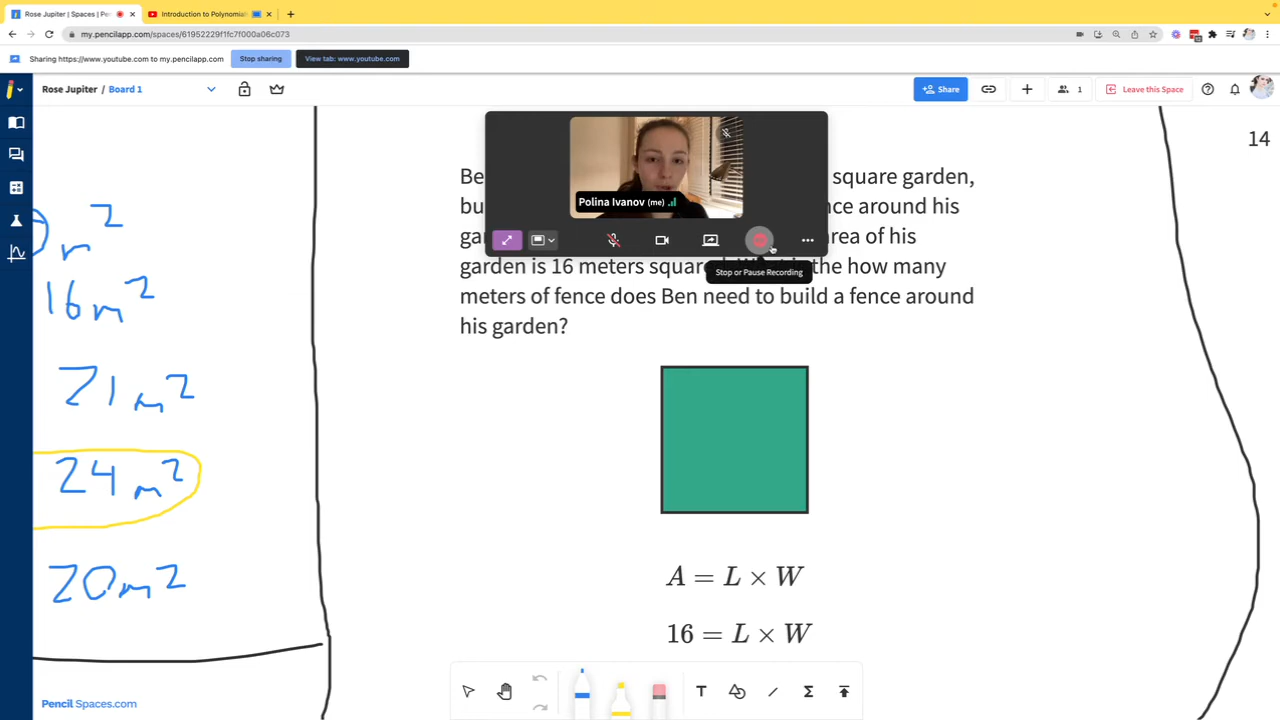 Rose Jupiter | Spaces | Pen
Introduction to Polynomial
my.pencilapp.com/spaces/61952229f1fc7f000a06c073
Sharing https://www.youtube.com to my.pencilapp.com
Stop sharing
View tab: www.youtube.com
Rose Jupiter / Board 1
Share
1
Leave this Space
14
Be square garden,
bu nce around his
ga area of his
garden is 16 meters squared. the how many
meters of fence does Ben need to build a fence around
his garden?
Polina Ivanov (me)
Stop or Pause Recording
m²
16m²
21m²
24m²
20m²
A = L × W
16 = L × W
T
Σ
Pencil Spaces.com